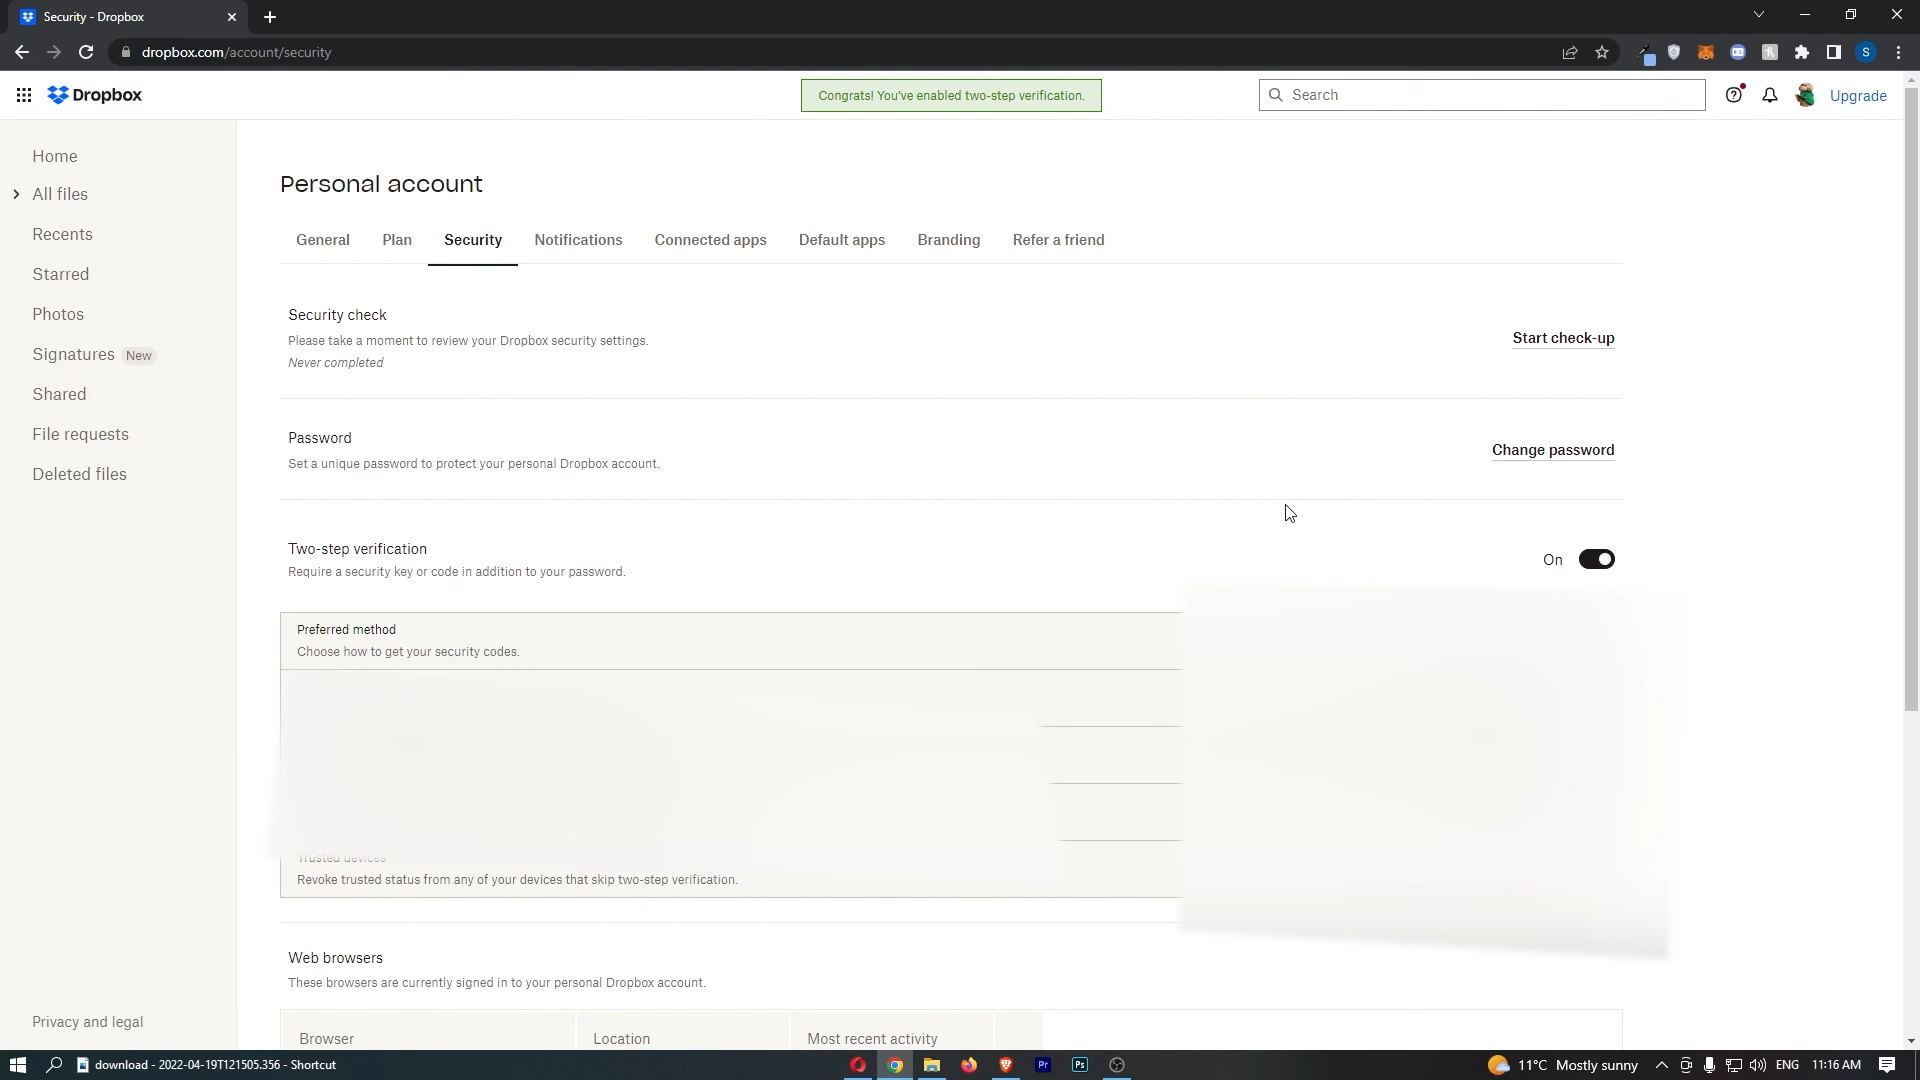 Security - Dropbox
dropbox.com/account/security
Dropbox
Congrats! You've enabled two-step verification.
Search
Upgrade
S
Home
All files
Recents
Starred
Photos
Signatures New
Shared
File requests
Deleted files
Privacy and legal
Personal account
General Plan Security Notifications Connected apps Default apps Branding Refer a friend
Security check
Please take a moment to review your Dropbox security settings.
Never completed
Start check-up
Password
Set a unique password to protect your personal Dropbox account.
Change password
Two-step verification
Require a security key or code in addition to your password.
On
Preferred method
Choose how to get your security codes.
Trusted devices
Revoke trusted status from any of your devices that skip two-step verification.
Web browsers
These browsers are currently signed in to your personal Dropbox account.
Browser Location Most recent activity
download - 2022-04-19T121505.356 - Shortcut
Pr
Ps
11°C Mostly sunny
ENG
11:16 AM